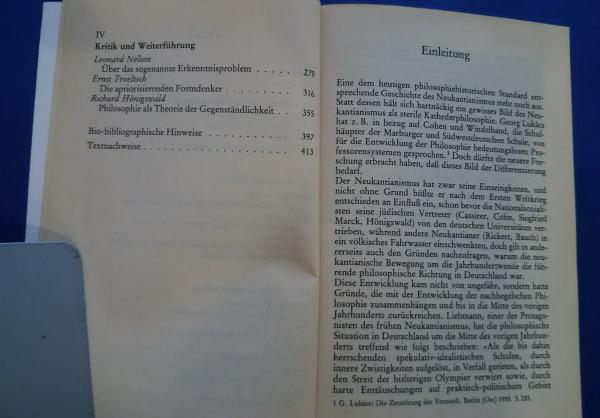 IV
Kritik und Weiterführung
Leonard Nelson
Über das sogenannte Erkenntnisproblem . . . . . 279
Ernst Troeltsch
Die apriorisierenden Formdenker . . . . . . . 316
Richard Hönigswald
Philosophie als Theorie der Gegenständlichkeit . . 355
Bio-bibliographische Hinweise . . . . . . . . . 397
Textnachweise . . . . . . . . . . . . . . . . 413
Einleitung
Eine dem heutigen philosophiehistorischen Standard ent-
sprechende Geschichte des Neukantianismus steht noch aus.
Statt dessen hält sich hartnäckig ein gewisses Bild des Neu-
kantianismus als sterile Kathederphilosophie. Georg Lukács
hat z. B. in bezug auf Cohen und Windelband, die Schul-
häupter der Marburger und Südwestdeutschen Schule, von
für die Entwicklung der Philosophie bedeutungslosen Pro-
fessorensystemen gesprochen.¹ Doch dürfte die neuere For-
schung erbracht haben, daß dieses Bild der Differenzierung
bedarf.
Der Neukantianismus hat zwar seine Einseitigkeiten, und
nicht ohne Grund büßte er nach dem Ersten Weltkrieg
entschieden an Einfluß ein, schon bevor die Nationalsoziali-
sten seine jüdischen Vertreter (Cassirer, Cohn, Siegfried
Marck, Hönigswald) von den deutschen Universitäten ver-
trieben, während andere Neukantianer (Rickert, Bauch) in
ein völkisches Fahrwasser einschwenkten, doch gilt es ande-
rerseits auch den Gründen nachzufragen, warum die neu-
kantianische Bewegung um die Jahrhundertwende die füh-
rende philosophische Richtung in Deutschland war.
Diese Entwicklung kam nicht von ungefähr, sondern hatte
Gründe, die mit der Entwicklung der nachhegelschen Phi-
losophie zusammenhängen und bis in die Mitte des vorigen
Jahrhunderts zurückreichen. Liebmann, einer der Protago-
nisten des frühen Neukantianismus, hat die philosophische
Situation in Deutschland um die Mitte des vorigen Jahrhun-
derts treffend wie folgt beschrieben: »Als die bis dahin
herrschenden spekulativ-idealistischen Schulen, durch
innere Zwistigkeiten aufgelöst, in Verfall gerieten, als durch
den Streit der bisherigen Olympier verwirrt sowie, durch
harte Enttäuschungen auf praktisch-politischem Gebiet
1 G. Lukács: Die Zerstörung der Vernunft. Berlin [Ost] 1955. S. 255.